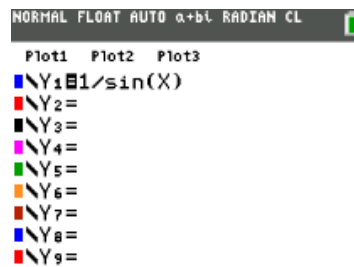 NORMAL FLOAT AUTO a+bi RADIAN CL
Plot1 Plot2 Plot3
\Y₁=1/sin(X)
\Y₂=
\Y₃=
\Y₄=
\Y₅=
\Y₆=
\Y₇=
\Y₈=
\Y₉=